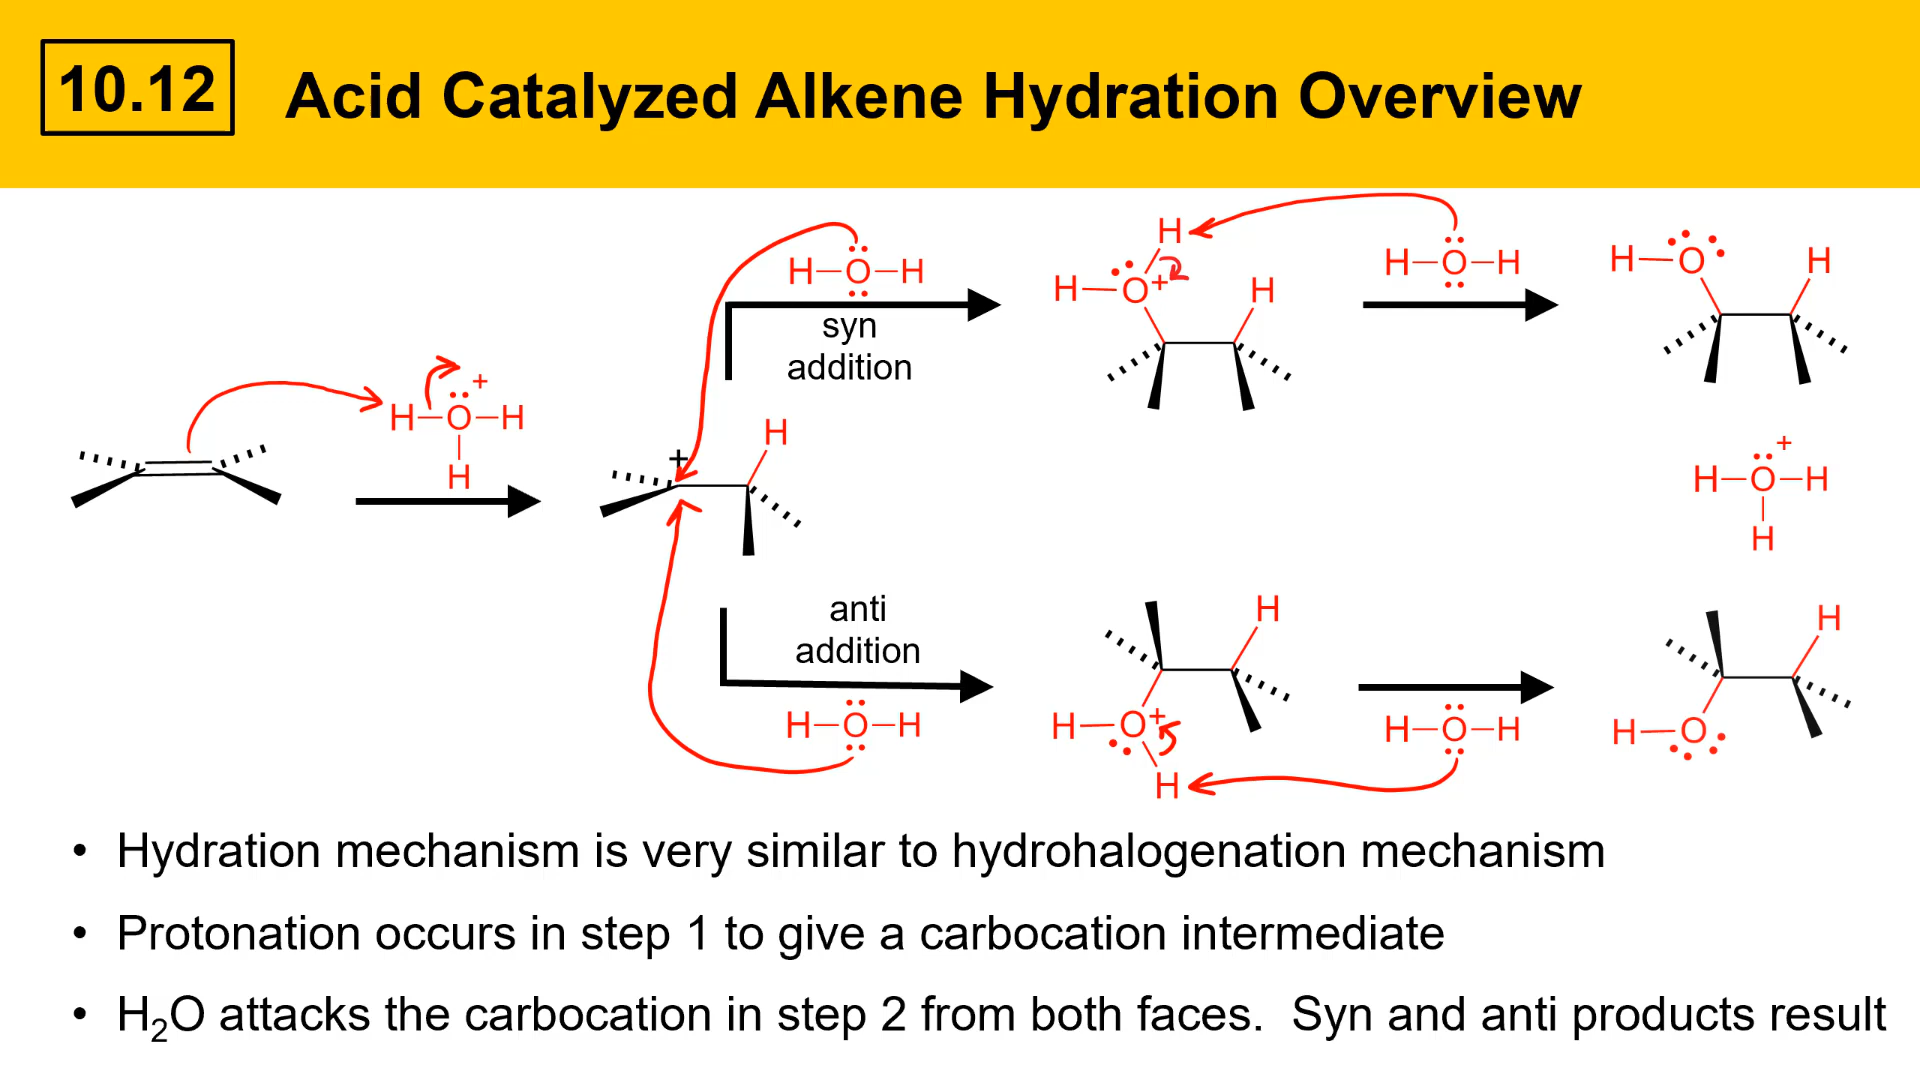 10.12
Acid Catalyzed Alkene Hydration Overview
H–O–H
syn
addition
H
H–O+
H
H–O–H
H–O
H
+
H–O–H
H
+
H
+
H–O–H
H
anti
addition
H–O–H
H
H–O+
H
H–O–H
H
H–O
• Hydration mechanism is very similar to hydrohalogenation mechanism
• Protonation occurs in step 1 to give a carbocation intermediate
• H₂O attacks the carbocation in step 2 from both faces. Syn and anti products result